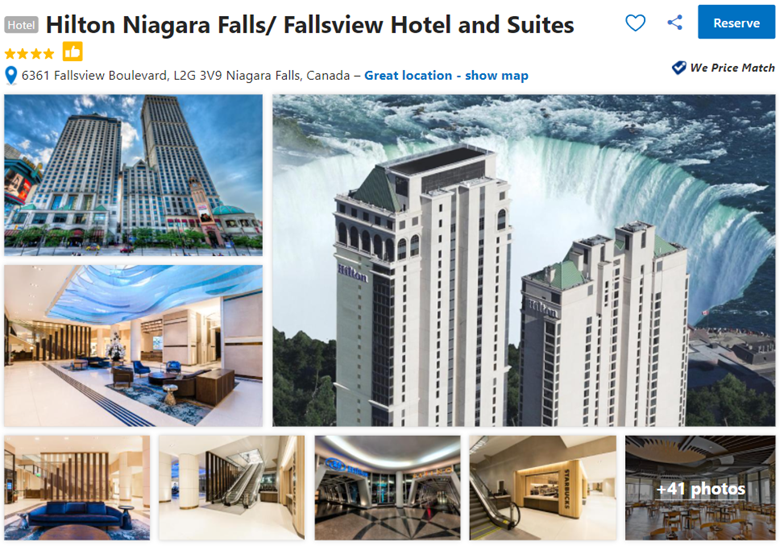 Hotel Hilton Niagara Falls/ Fallsview Hotel and Suites
Reserve
6361 Fallsview Boulevard, L2G 3V9 Niagara Falls, Canada – Great location - show map
We Price Match
Hilton
Hilton
STARBUCKS
+41 photos